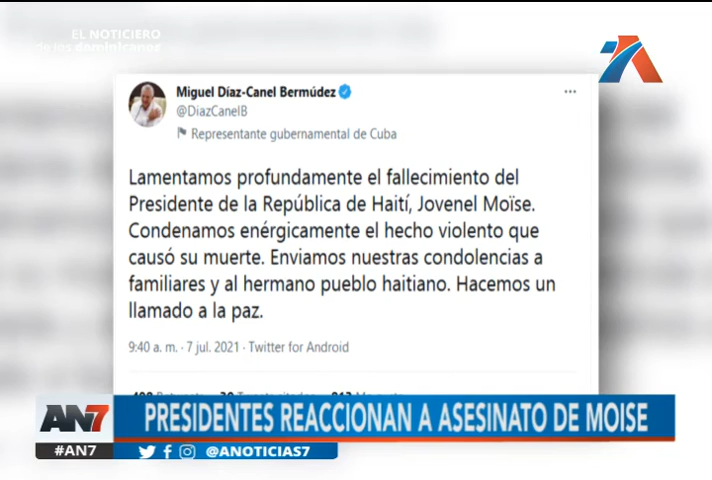 EL NOTICIERO
de los dominicanos
Miguel Díaz-Canel Bermúdez
@DiazCanelB
Representante gubernamental de Cuba
Lamentamos profundamente el fallecimiento del
Presidente de la República de Haití, Jovenel Moïse.
Condenamos enérgicamente el hecho violento que
causó su muerte. Enviamos nuestras condolencias a
familiares y al hermano pueblo haitiano. Hacemos un
llamado a la paz.
9:40 a. m. · 7 jul. 2021 · Twitter for Android
AN7
PRESIDENTES REACCIONAN A ASESINATO DE MOISE
#AN7
@ANOTICIAS7